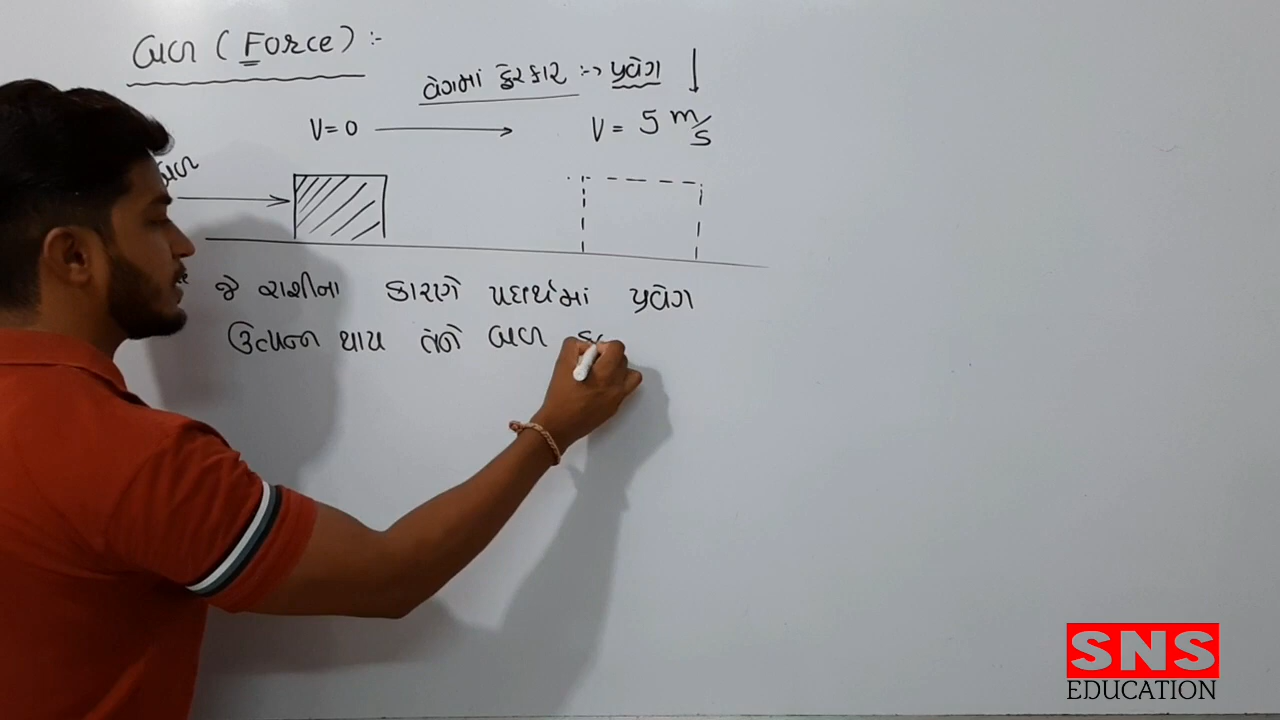 બળ (Force) :-
વેગમાં ફેરફાર :-> પ્રવેગ ↓
V = 0 → V = 5 m/s
બળ
જે રાશીના કારણે પદાર્થમાં પ્રવેગ
ઉત્પન્ન થાય તેને બળ
SNS
EDUCATION